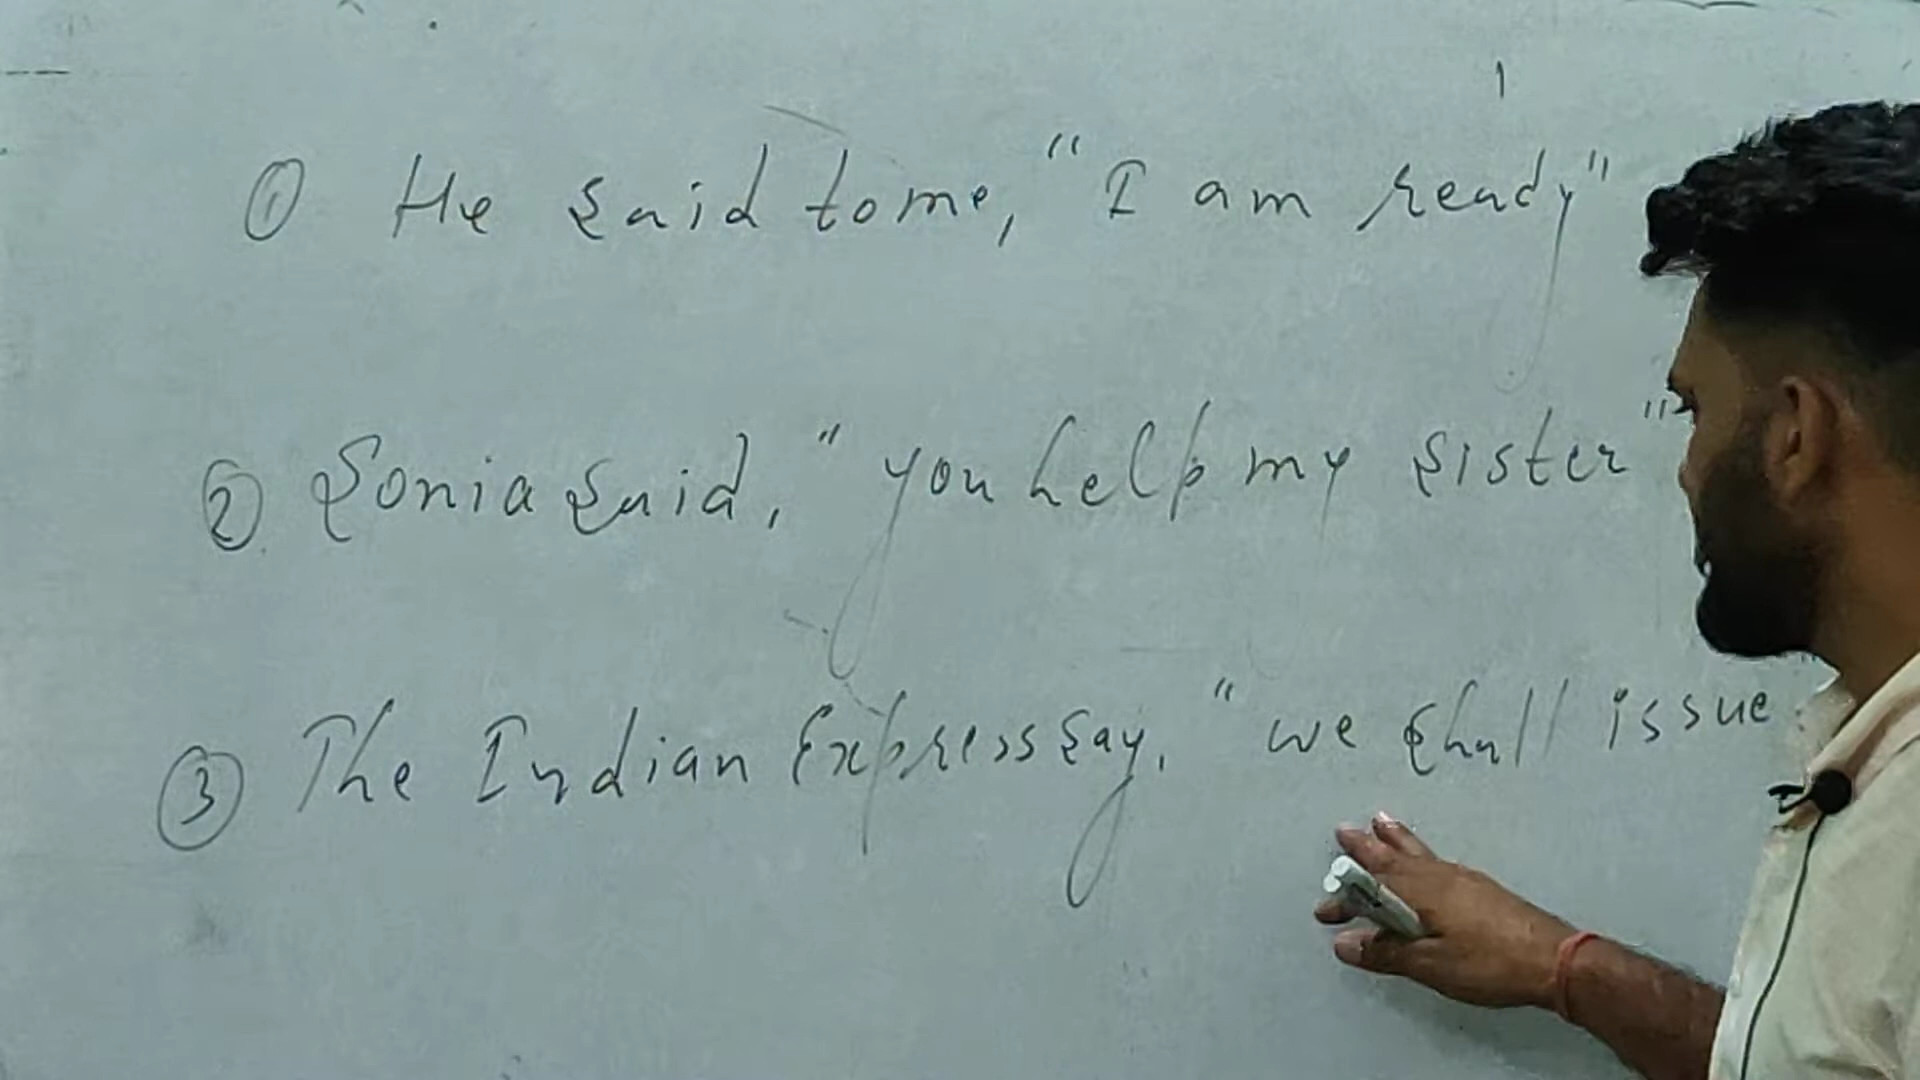 ① He said to me, "I am ready"
② Sonia said, "you help my sister"
③ The Indian Express say, "we shall issue